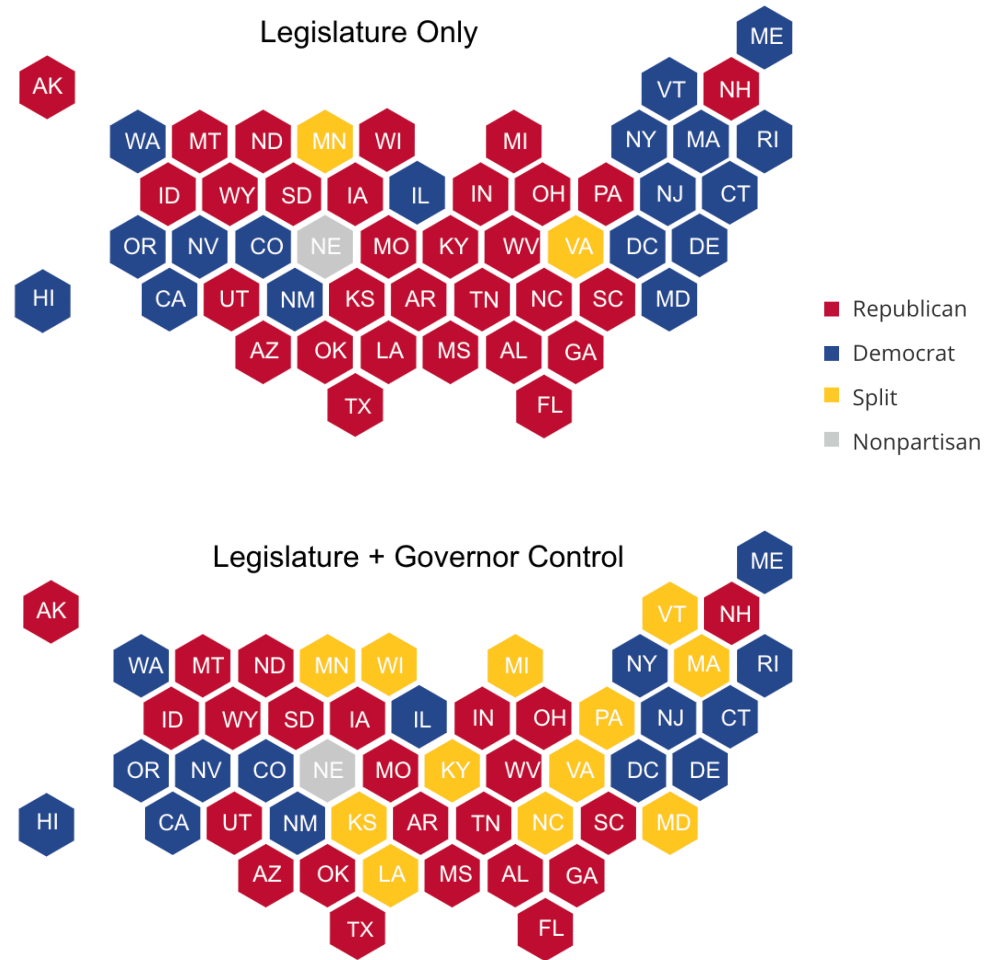 Legislature Only
ME
AK
VT NH
WA MT ND MN WI MI NY MA RI
ID WY SD IA IL IN OH PA NJ CT
OR NV CO NE MO KY WV VA DC DE
HI CA UT NM KS AR TN NC SC MD
Republican
AZ OK LA MS AL GA
Democrat
TX FL
Split
Nonpartisan
Legislature + Governor Control
ME
AK
VT NH
WA MT ND MN WI MI NY MA RI
ID WY SD IA IL IN OH PA NJ CT
OR NV CO NE MO KY WV VA DC DE
HI CA UT NM KS AR TN NC SC MD
AZ OK LA MS AL GA
TX FL